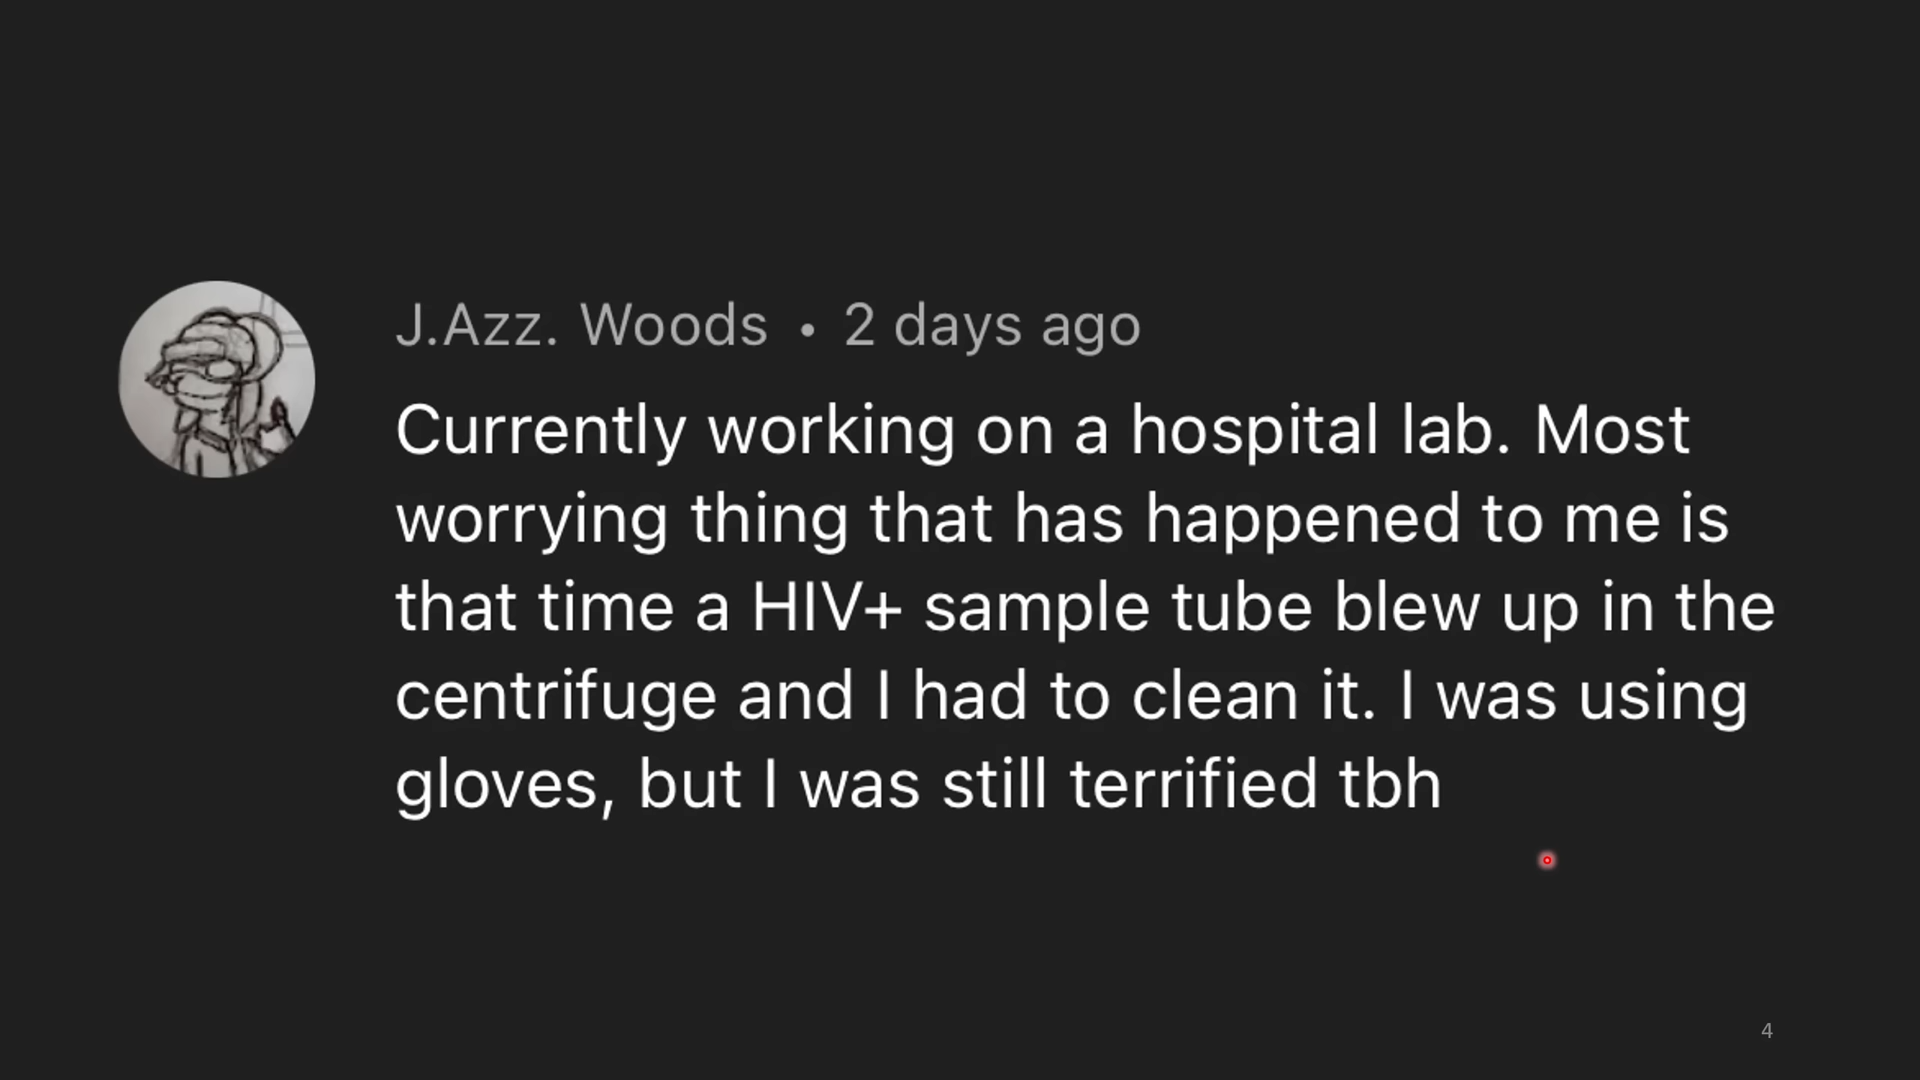 J.Azz. Woods • 2 days ago
Currently working on a hospital lab. Most
worrying thing that has happened to me is
that time a HIV+ sample tube blew up in the
centrifuge and I had to clean it. I was using
gloves, but I was still terrified tbh
4